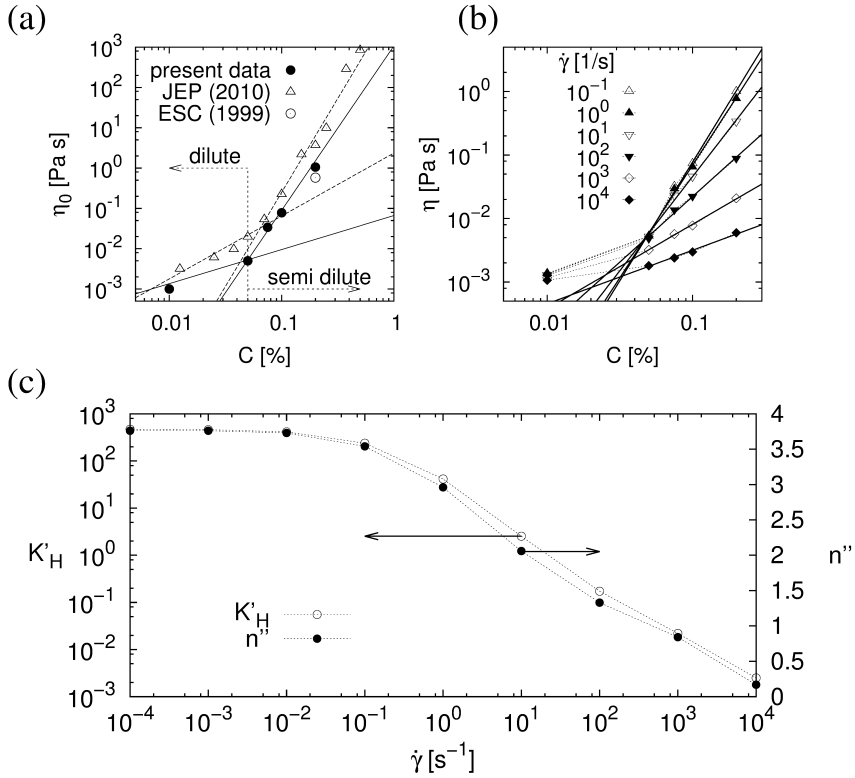 (a)
10³
10²
10¹
10⁰
10⁻¹
10⁻²
10⁻³
η₀ [Pa s]
present data
JEP (2010)
ESC (1999)
dilute
semi dilute
0.01
0.1
1
C [%]
(b)
10⁰
10⁻¹
10⁻²
10⁻³
η [Pa s]
γ̇ [1/s]
10⁻¹
10⁰
10¹
10²
10³
10⁴
0.01
0.1
C [%]
(c)
10³
10²
10¹
10⁰
10⁻¹
10⁻²
10⁻³
K'H
K'H
n''
4
3.5
3
2.5
2
1.5
1
0.5
0
n''
10⁻⁴
10⁻³
10⁻²
10⁻¹
10⁰
10¹
10²
10³
10⁴
γ̇ [s⁻¹]